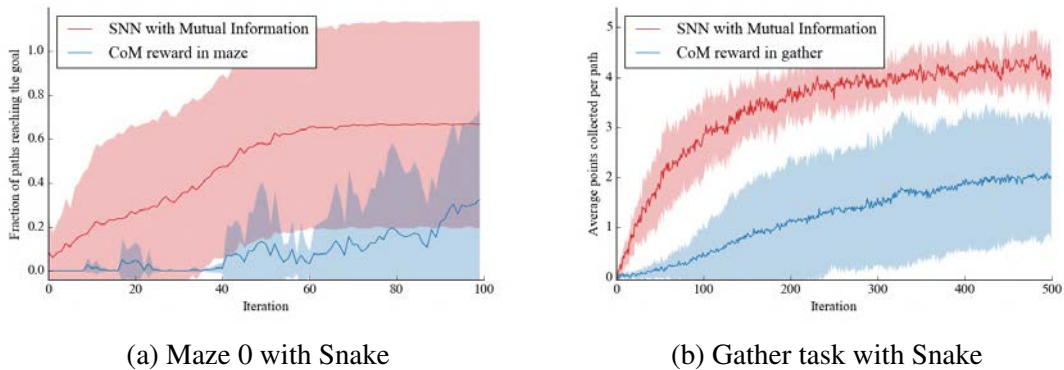 SNN with Mutual Information
CoM reward in maze
Fraction of paths reaching the goal
1.0
0.8
0.6
0.4
0.2
0.0
0 20 40 60 80 100
Iteration
(a) Maze 0 with Snake
SNN with Mutual Information
CoM reward in gather
Average points collected per path
5
4
3
2
1
0
0 100 200 300 400 500
Iteration
(b) Gather task with Snake